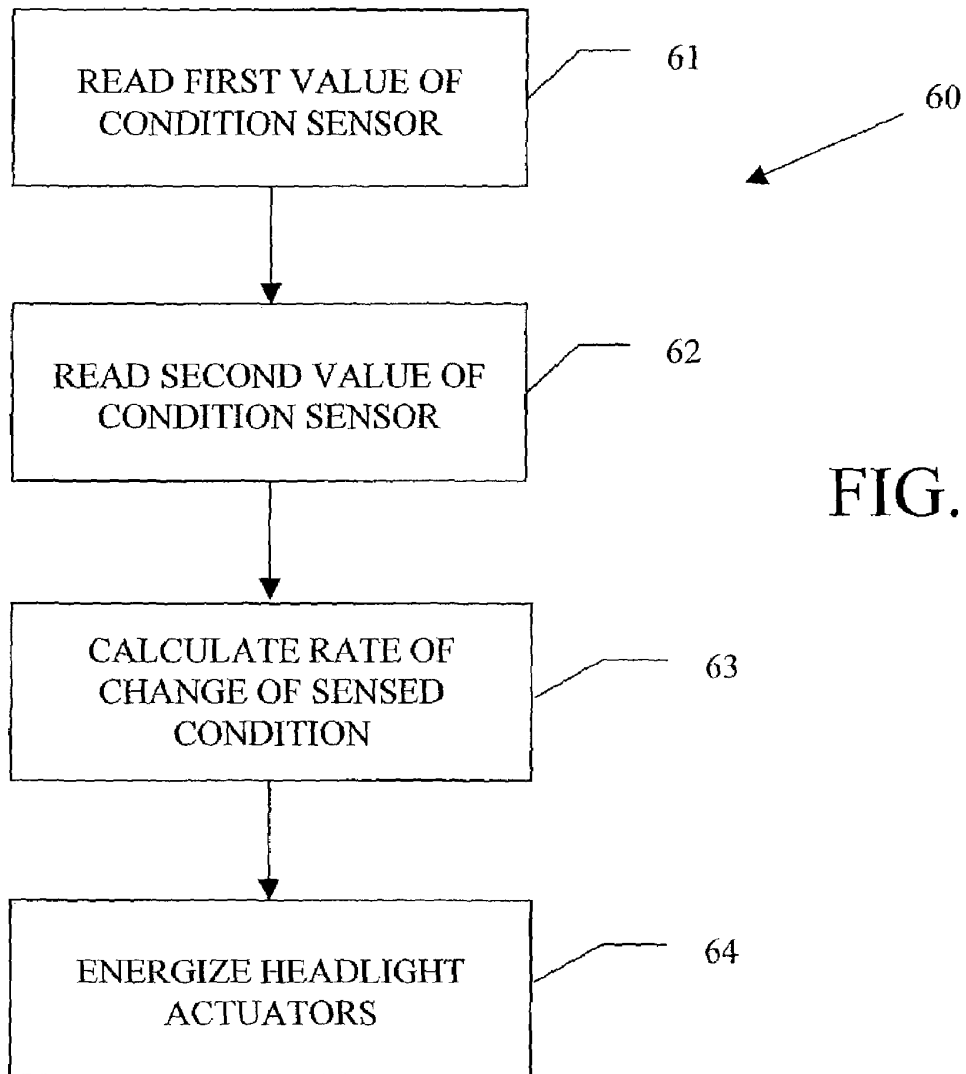 READ FIRST VALUE OF
CONDITION SENSOR
61
60
READ SECOND VALUE OF
CONDITION SENSOR
62
FIG.
CALCULATE RATE OF
CHANGE OF SENSED
CONDITION
63
ENERGIZE HEADLIGHT
ACTUATORS
64